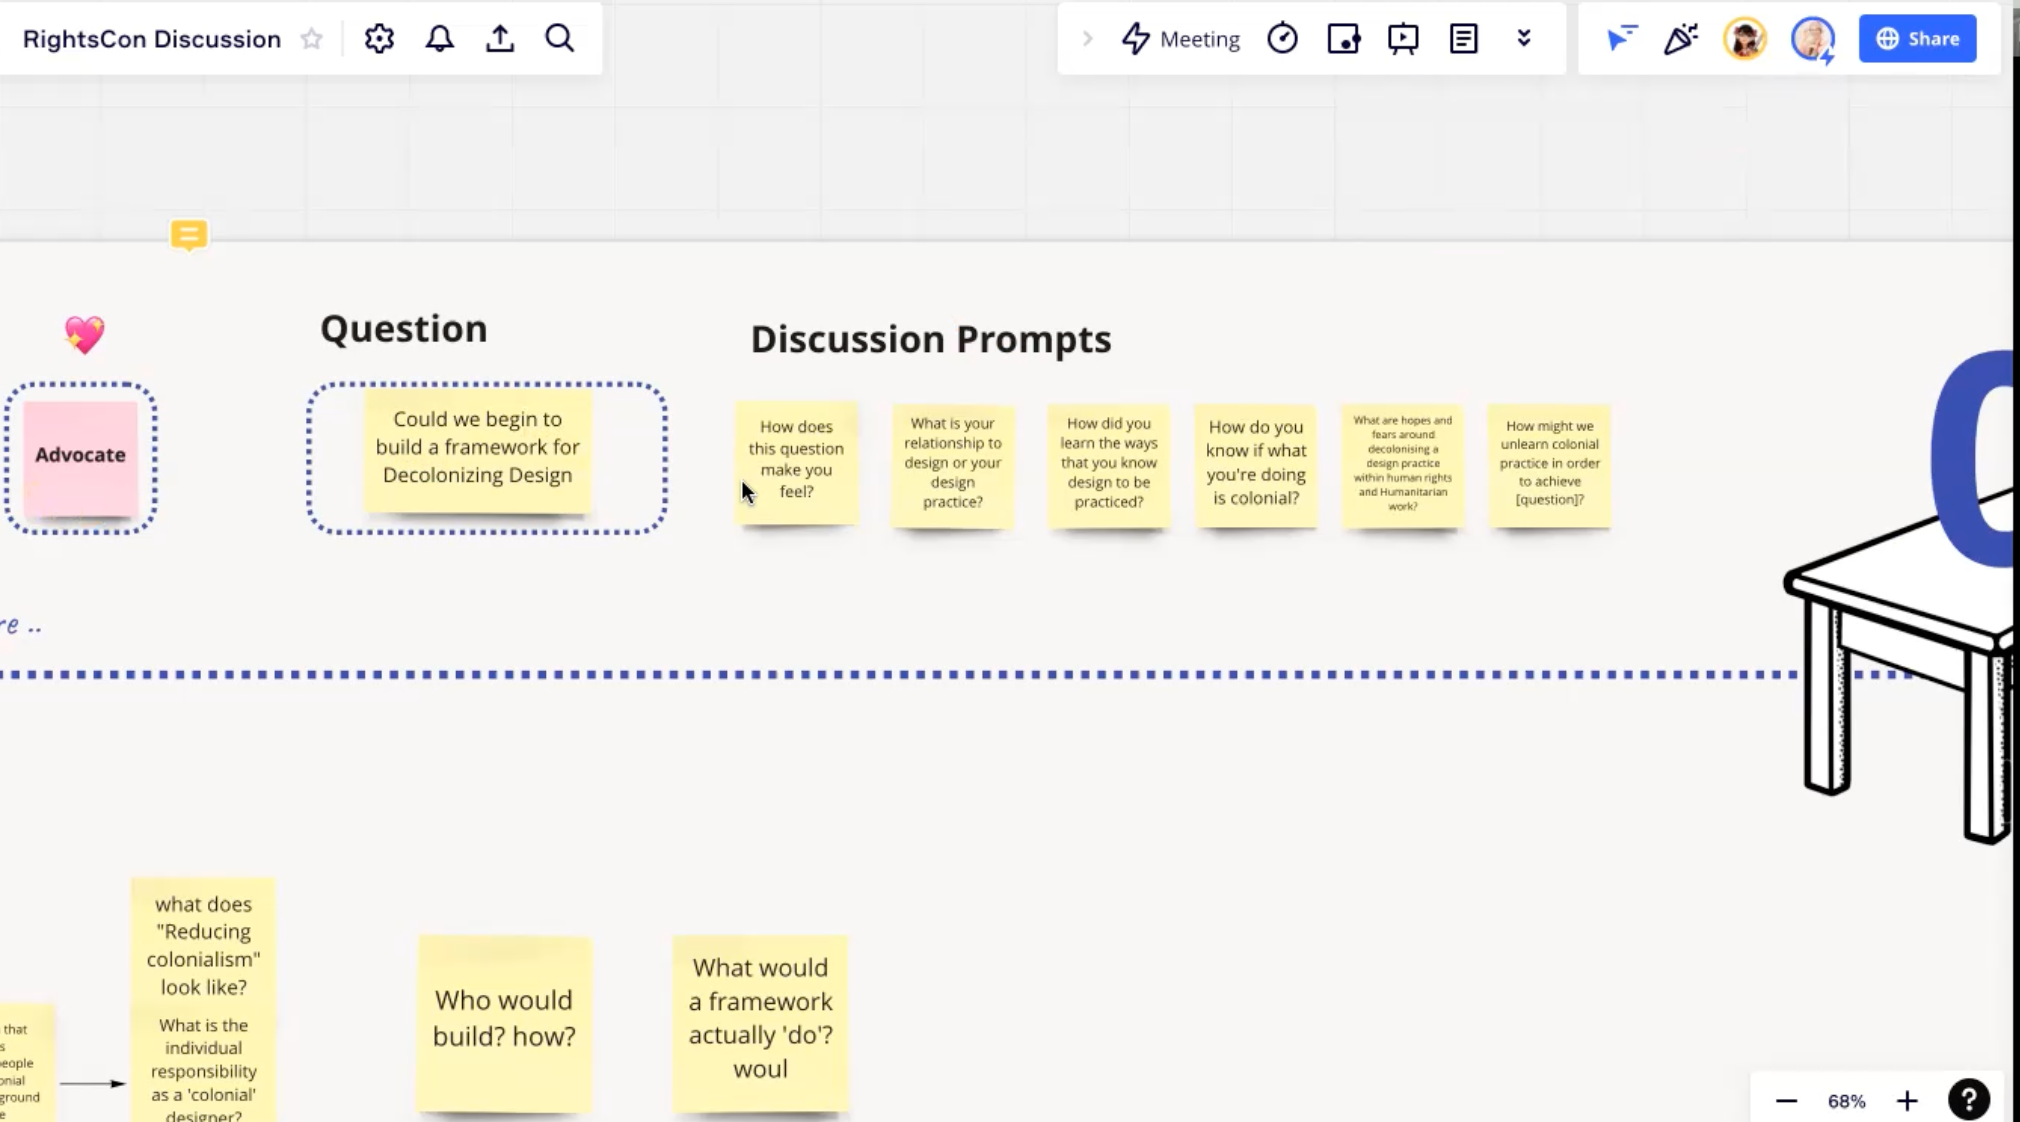 RightsCon Discussion
Meeting
Share
Question
Discussion Prompts
Advocate
Could we begin to
build a framework for
Decolonizing Design
How does
this question
make you
feel?
What is your
relationship to
design or your
design
practice?
How did you
learn the ways
that you know
design to be
practiced?
How do you
know if what
you're doing
is colonial?
What are hopes and
fears around
decolonising a
design practice
within human rights
and Humanitarian
work?
How might we
unlearn colonial
practice in order
to achieve
[question]?
re ..
what does
"Reducing
colonialism"
look like?
What is the
individual
responsibility
as a 'colonial'
designer?
that
s
eople
onial
ground
e
Who would
build? how?
What would
a framework
actually 'do'?
woul
68%